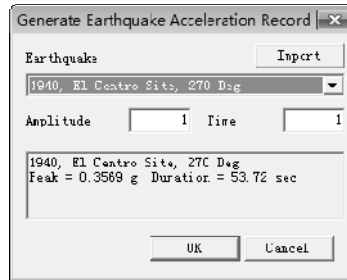 Generate Earthquake Acceleration Record
Earthquake
Import
1940, El Centro Site, 270 Deg
Amplitude 1 Time 1
1940, El Centro Site, 270 Deg
Peak = 0.3569 g Duration = 53.72 sec
OK Cancel